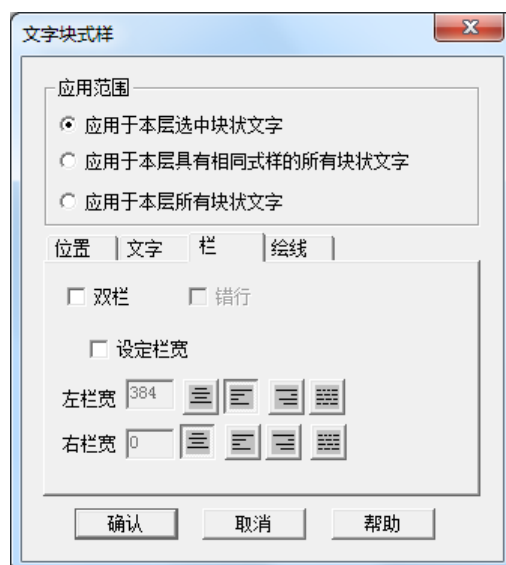 文字块式样
应用范围
应用于本层选中块状文字
应用于本层具有相同式样的所有块状文字
应用于本层所有块状文字
位置 文字 栏 绘线
双栏 错行
设定栏宽
左栏宽 384
右栏宽 0
确认 取消 帮助